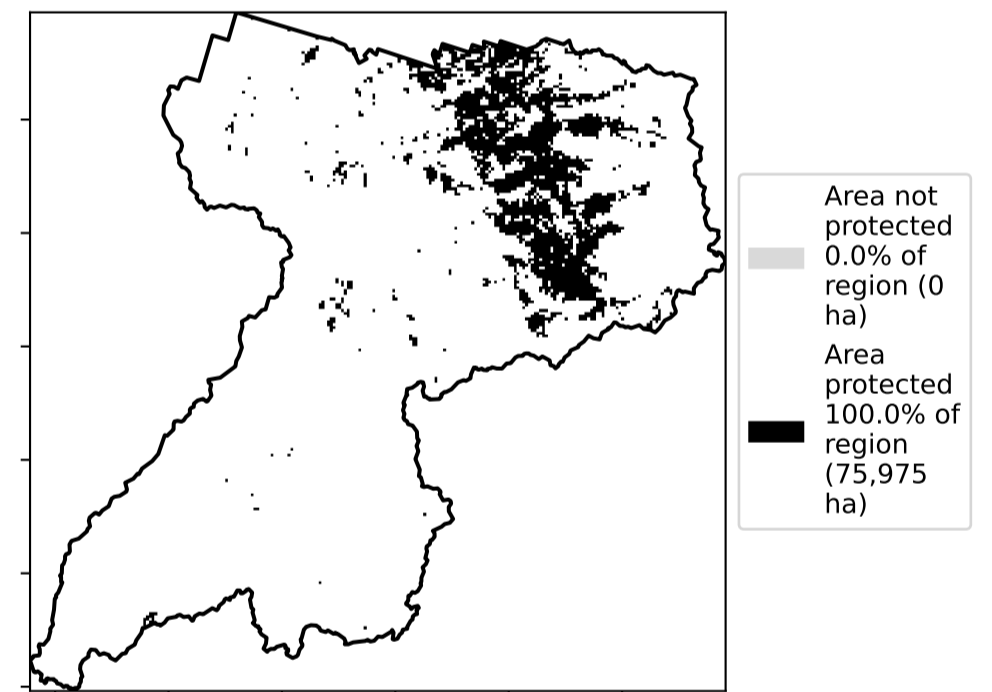 Area not
protected
0.0% of
region (0
ha)
Area
protected
100.0% of
region
(75,975
ha)